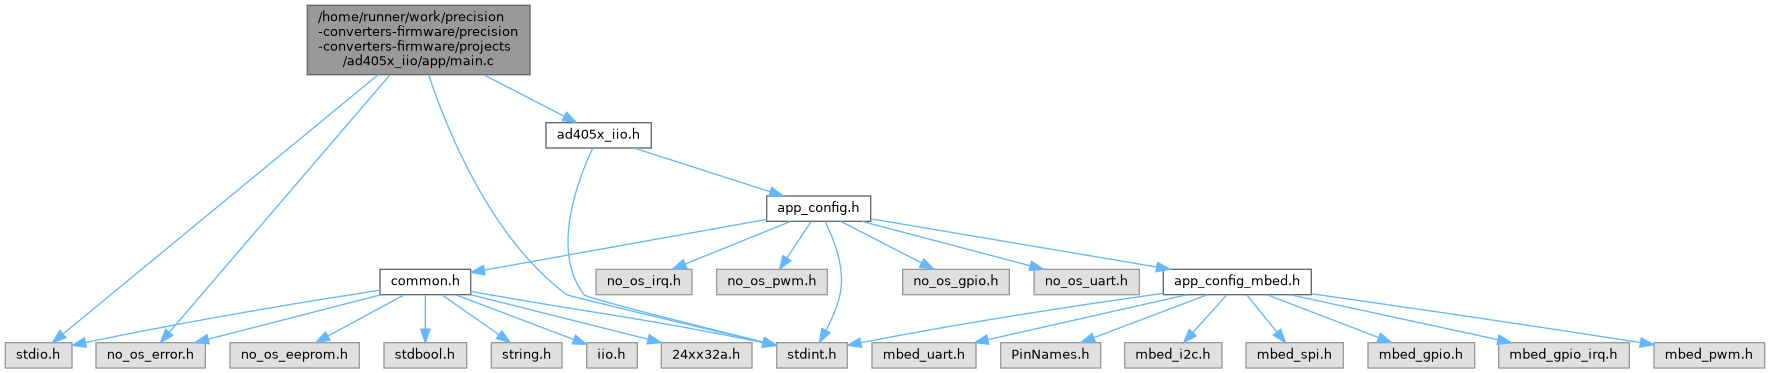 /home/runner/work/precision
-converters-firmware/precision
-converters-firmware/projects
/ad405x_iio/app/main.c
ad405x_iio.h
app_config.h
common.h
no_os_irq.h
no_os_pwm.h
no_os_gpio.h
no_os_uart.h
app_config_mbed.h
stdio.h
no_os_error.h
no_os_eeprom.h
stdbool.h
string.h
iio.h
24xx32a.h
stdint.h
mbed_uart.h
PinNames.h
mbed_i2c.h
mbed_spi.h
mbed_gpio.h
mbed_gpio_irq.h
mbed_pwm.h